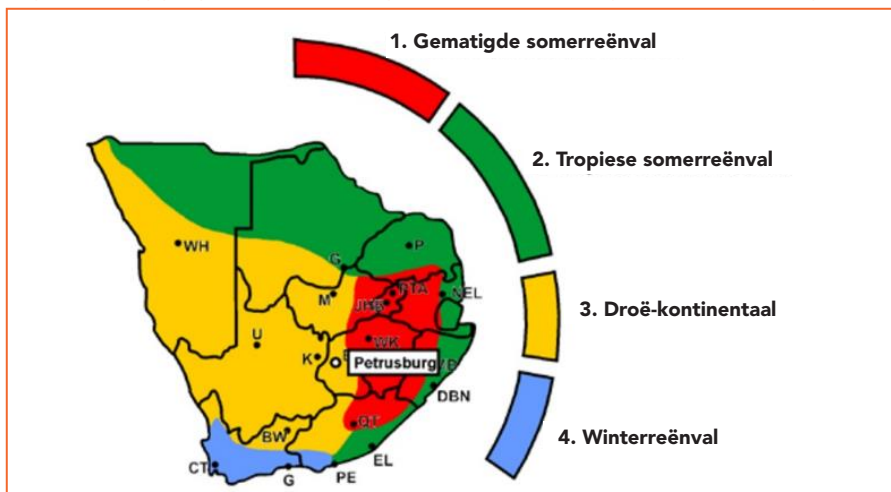 1. Gematigde somerreënval
2. Tropiese somerreënval
3. Droë-kontinentaal
4. Winterreënval
WH
P
G
M
PTA
NEL
U
WK
K
Petrusburg
DBN
BW
QT
EL
CT
G
PE